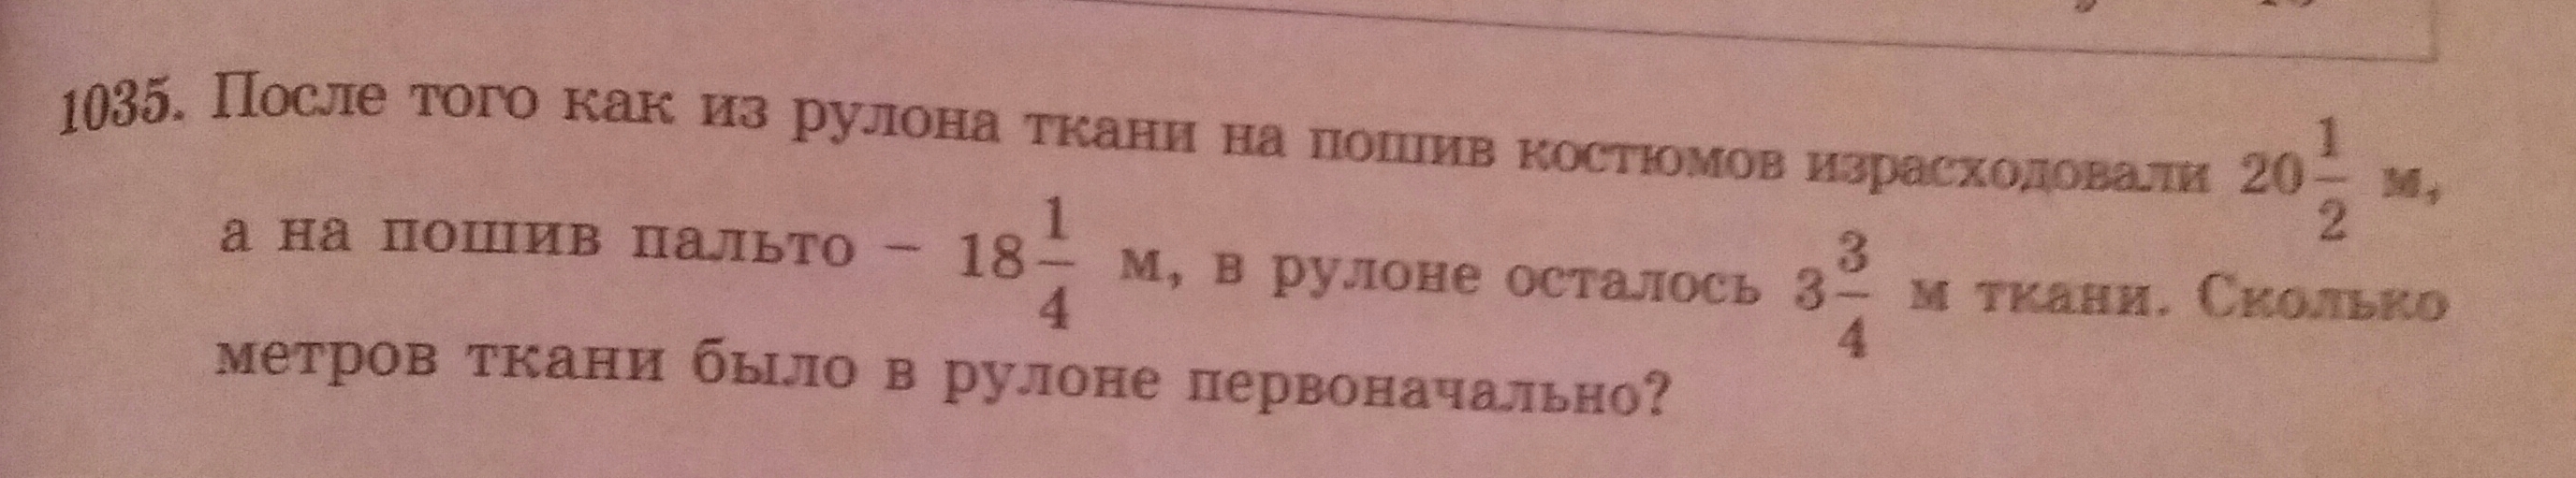 1035. После того как из рулона ткани на пошив костюмов израсходовали 20 1/2 м,
а на пошив пальто – 18 1/4 м, в рулоне осталось 3 3/4 м ткани. Сколько
метров ткани было в рулоне первоначально?